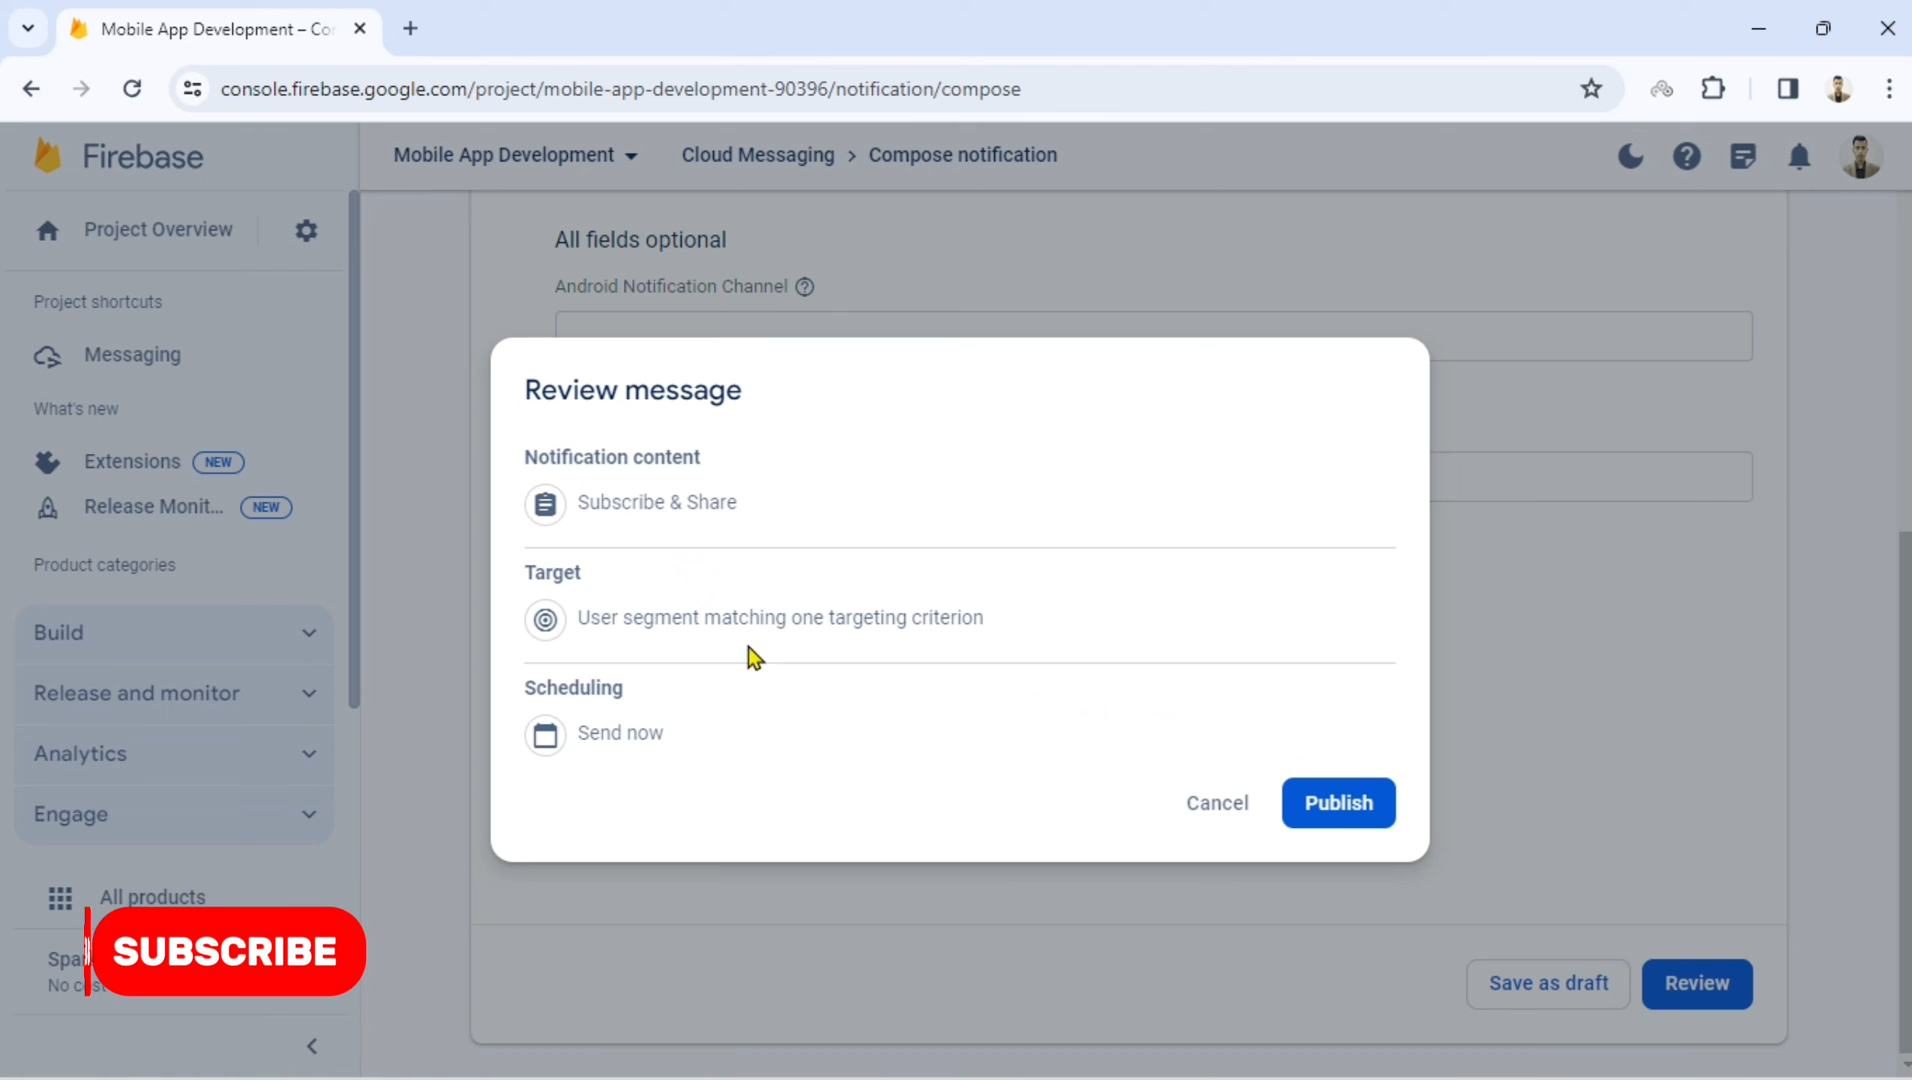 Mobile App Development – Co
console.firebase.google.com/project/mobile-app-development-90396/notification/compose
Firebase
Mobile App Development
Cloud Messaging > Compose notification
Project Overview
Project shortcuts
Messaging
What's new
Extensions NEW
Release Monit... NEW
Product categories
Build
Release and monitor
Analytics
Engage
All products
No
SUBSCRIBE
All fields optional
Android Notification Channel
Review message
Notification content
Subscribe & Share
Target
User segment matching one targeting criterion
Scheduling
Send now
Cancel
Publish
Save as draft
Review